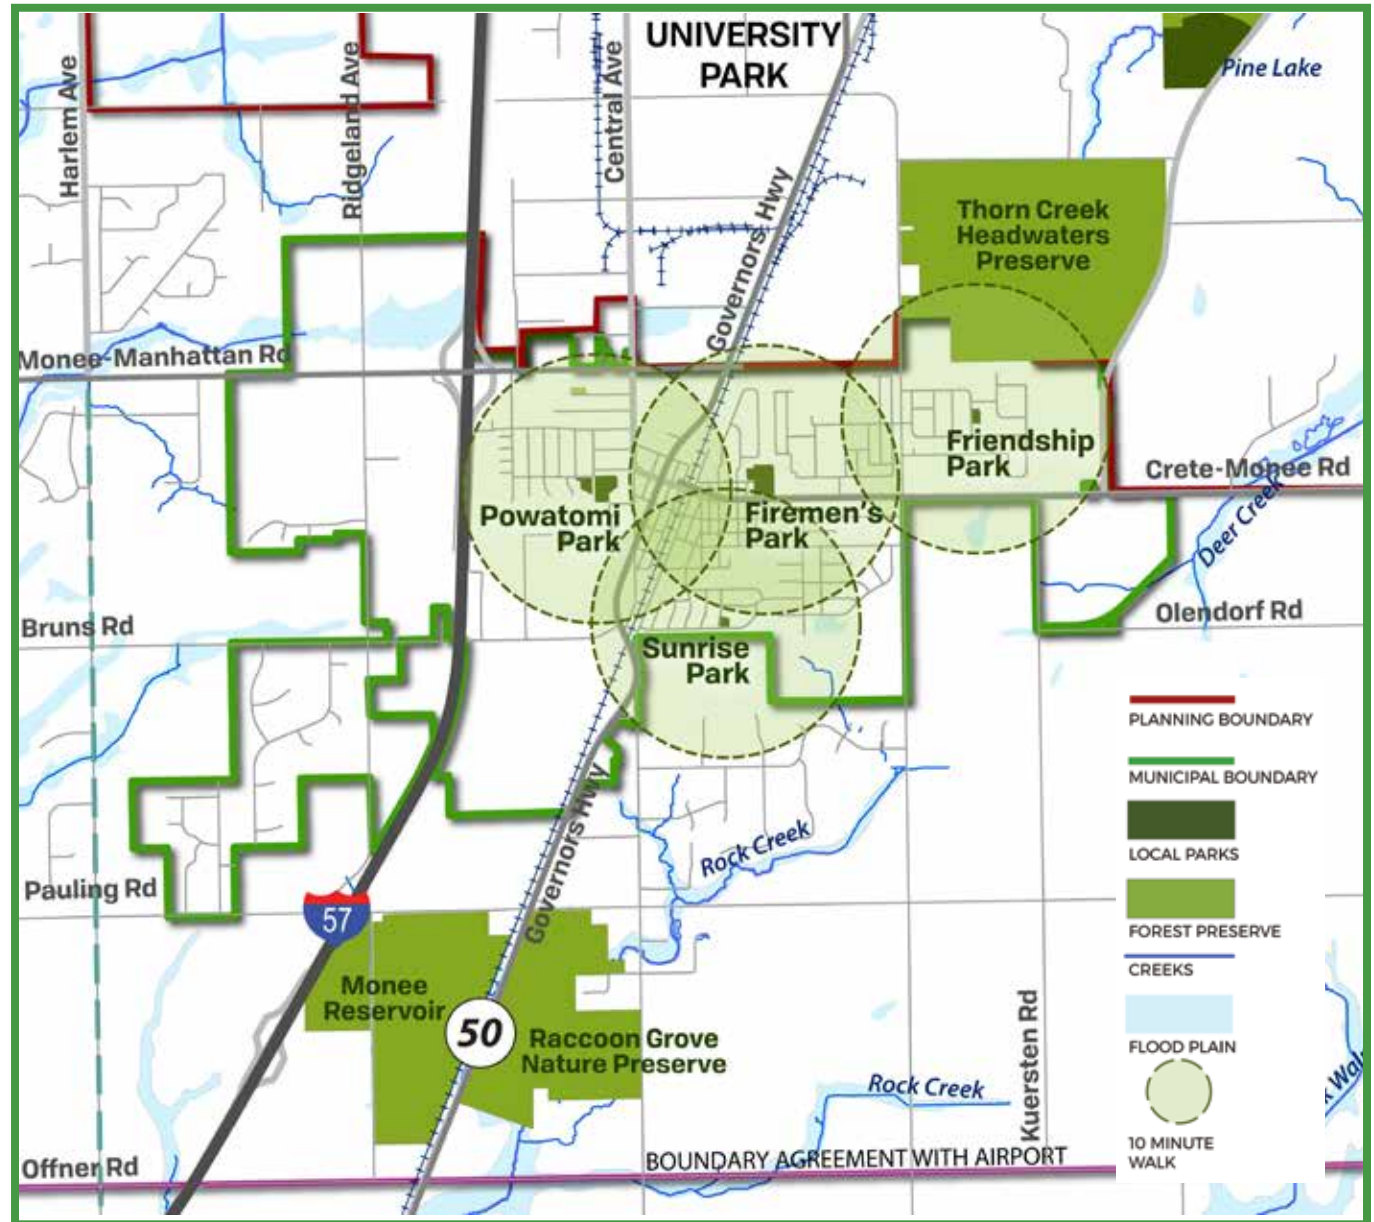 UNIVERSITY
PARK
Pine Lake
Harlem Ave
Ridgeland Ave
Central Ave
Governors Hwy
Thorn Creek
Headwaters
Preserve
Monee-Manhattan Rd
Friendship
Park
Crete-Monee Rd
Powatomi
Park
Firemen's
Park
Deer Creek
Bruns Rd
Olendorf Rd
Sunrise
Park
PLANNING BOUNDARY
MUNICIPAL BOUNDARY
LOCAL PARKS
FOREST PRESERVE
CREEKS
FLOOD PLAIN
10 MINUTE
WALK
Governors Hwy
Rock Creek
Pauling Rd
57
Monee
Reservoir
50
Raccoon Grove
Nature Preserve
Kuersten Rd
Rock Creek
Offner Rd
BOUNDARY AGREEMENT WITH AIRPORT